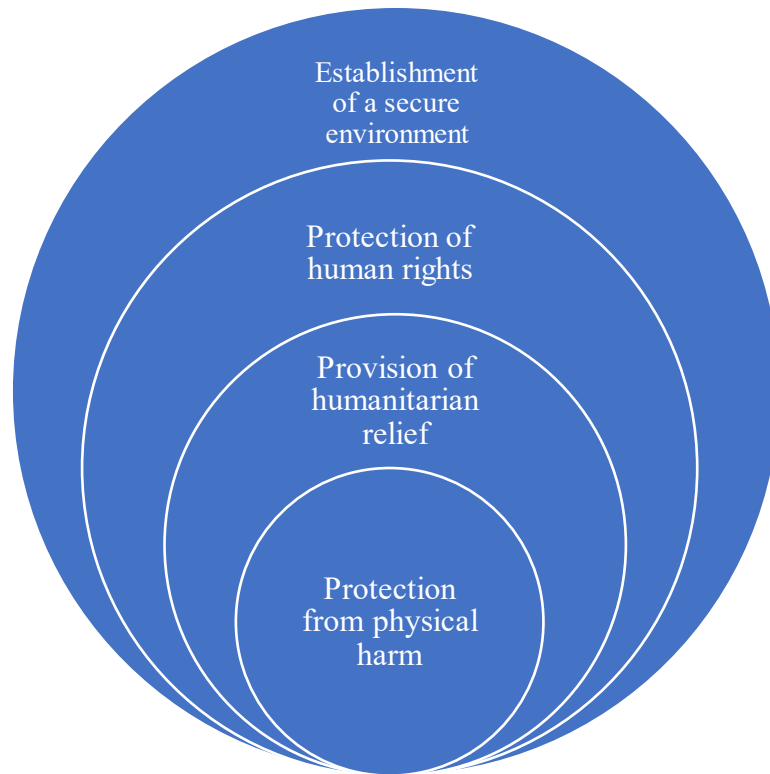 Establishment
of a secure
environment
Protection of
human rights
Provision of
humanitarian
relief
Protection
from physical
harm